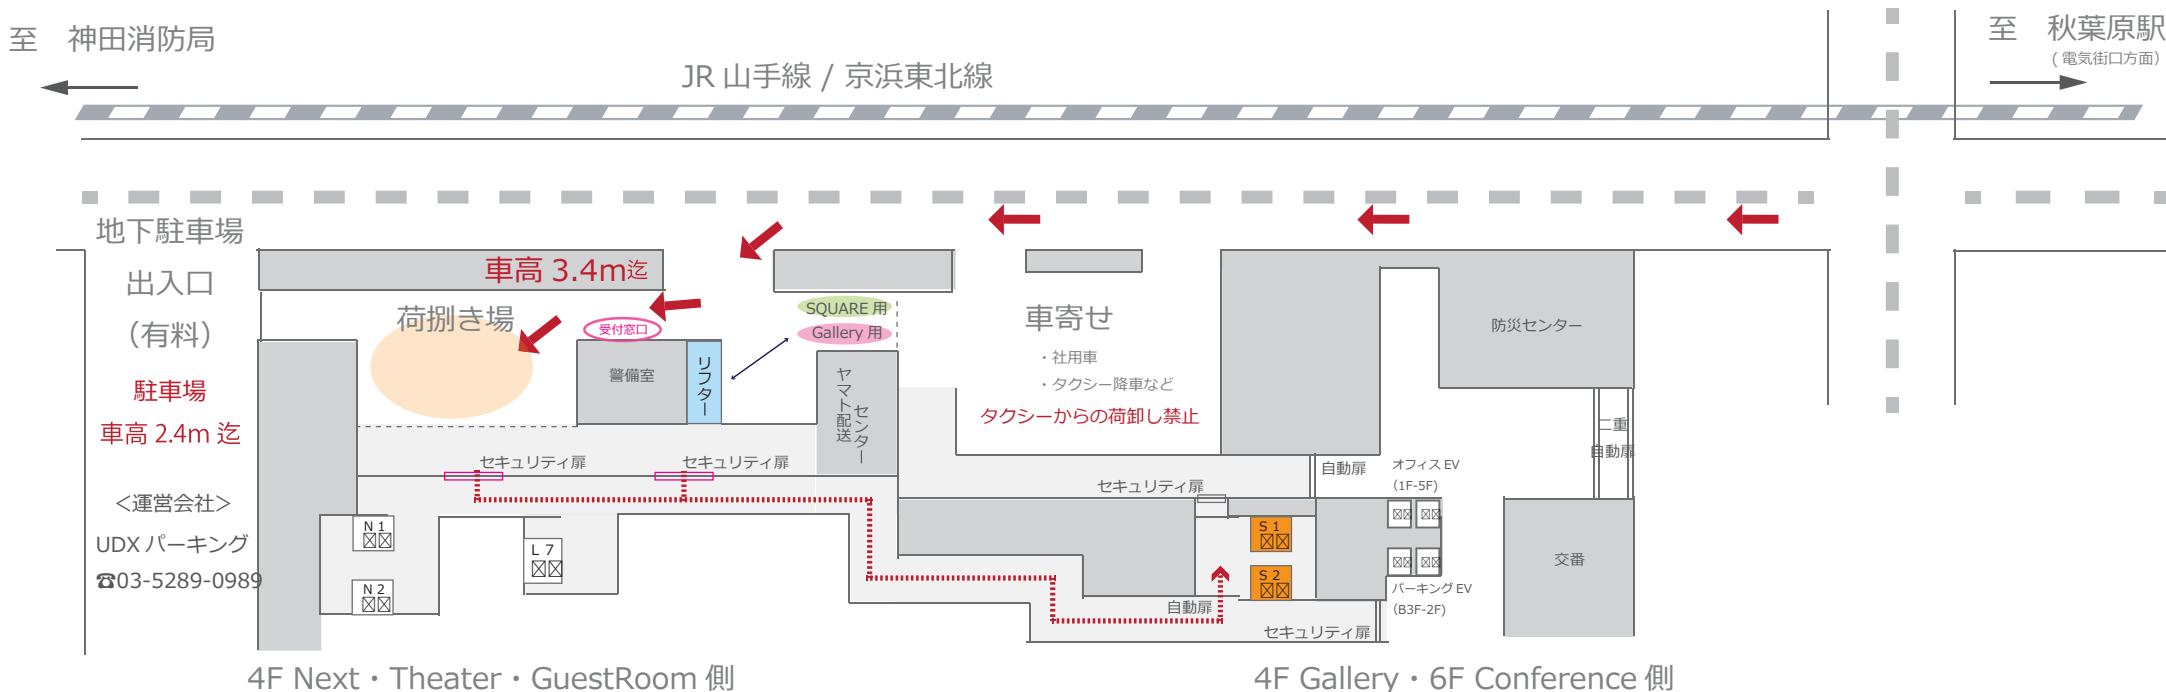 至　神田消防局
至　秋葉原駅
(電気街口方面)
JR 山手線 / 京浜東北線
地下駐車場
出入口
（有料）
駐車場
車高 2.4m 迄
＜運営会社＞
UDX パーキング
☎03-5289-0989
車高 3.4m迄
荷捌き場
受付窓口
警備室
リフター
SQUARE 用
Gallery 用
ヤマト配送
センター
車寄せ
・社用車
・タクシー降車など
タクシーからの荷卸し禁止
防災センター
二重
自動扉
セキュリティ扉
セキュリティ扉
セキュリティ扉
自動扉
オフィス EV
(1F-5F)
N 1
N 2
L 7
S 1
S 2
自動扉
セキュリティ扉
パーキング EV
(B3F-2F)
交番
4F Next・Theater・GuestRoom 側
4F Gallery・6F Conference 側